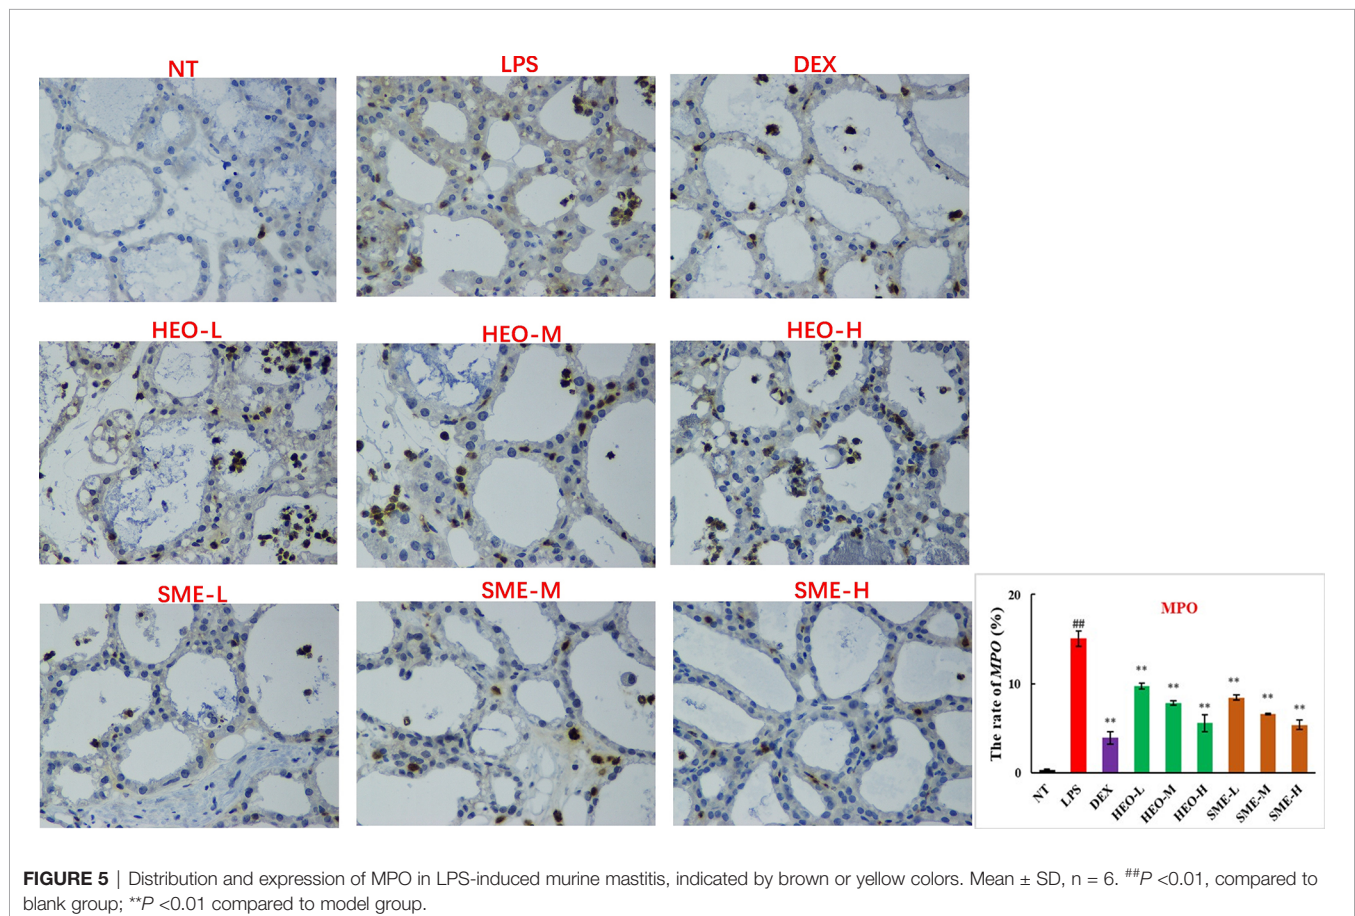 NT
LPS
DEX
HEO-L
HEO-M
HEO-H
SME-L
SME-M
SME-H
MPO
The rate of MPO (%)
20
10
0
##
**
**
**
**
**
**
**
NT
LPS
DEX
HEO-L
HEO-M
HEO-H
SME-L
SME-M
SME-H
FIGURE 5 | Distribution and expression of MPO in LPS-induced murine mastitis, indicated by brown or yellow colors. Mean ± SD, n = 6. ##P <0.01, compared to
blank group; **P <0.01 compared to model group.